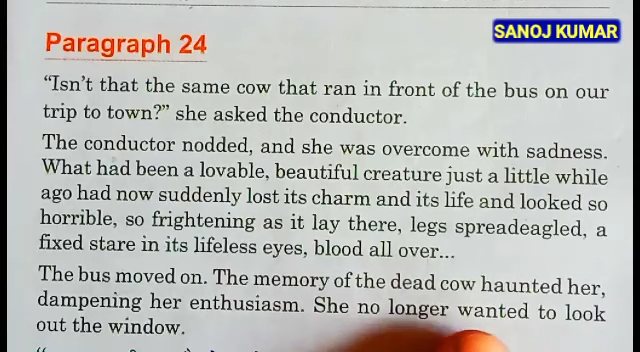 SANOJ KUMAR
Paragraph 24
“Isn’t that the same cow that ran in front of the bus on our
trip to town?” she asked the conductor.
The conductor nodded, and she was overcome with sadness.
What had been a lovable, beautiful creature just a little while
ago had now suddenly lost its charm and its life and looked so
horrible, so frightening as it lay there, legs spreadeagled, a
fixed stare in its lifeless eyes, blood all over...
The bus moved on. The memory of the dead cow haunted her,
dampening her enthusiasm. She no longer wanted to look
out the window.